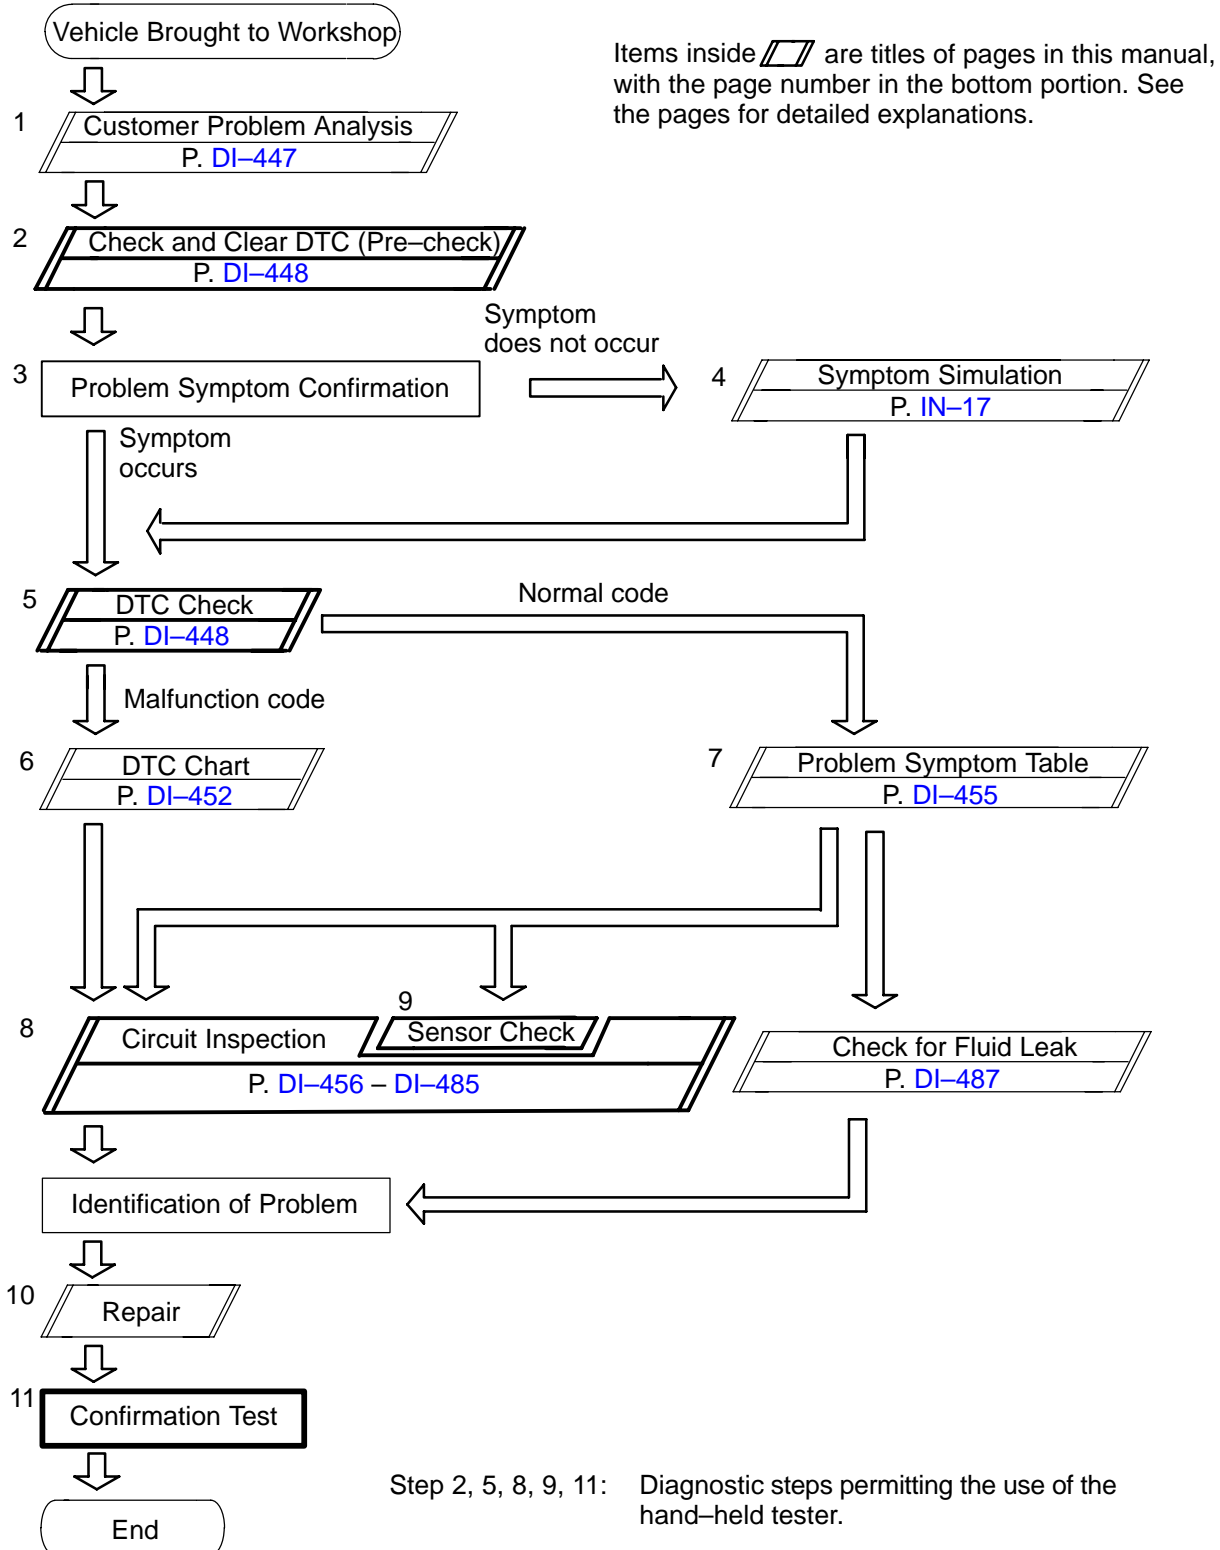 Vehicle Brought to Workshop
Items inside are titles of pages in this manual,
with the page number in the bottom portion. See
the pages for detailed explanations.
1
Customer Problem Analysis
P. DI–447
2
Check and Clear DTC (Pre–check)
P. DI–448
Symptom
does not occur
3
Problem Symptom Confirmation
4
Symptom Simulation
P. IN–17
Symptom
occurs
5
DTC Check
P. DI–448
Normal code
Malfunction code
6
DTC Chart
P. DI–452
7
Problem Symptom Table
P. DI–455
8
Circuit Inspection
9
Sensor Check
P. DI–456 – DI–485
Check for Fluid Leak
P. DI–487
Identification of Problem
10
Repair
11
Confirmation Test
Step 2, 5, 8, 9, 11: Diagnostic steps permitting the use of the
hand–held tester.
End